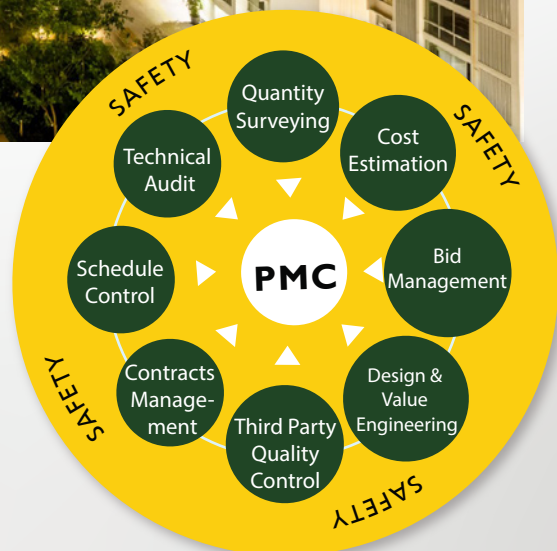 SAFETY
SAFETY
Quantity
Surveying
Cost
Estimation
Technical
Audit
Bid
Management
Schedule
Control
PMC
Design &
Value
Engineering
Contracts
Manage-
ment
Third Party
Quality
Control
SAFETY
SAFETY